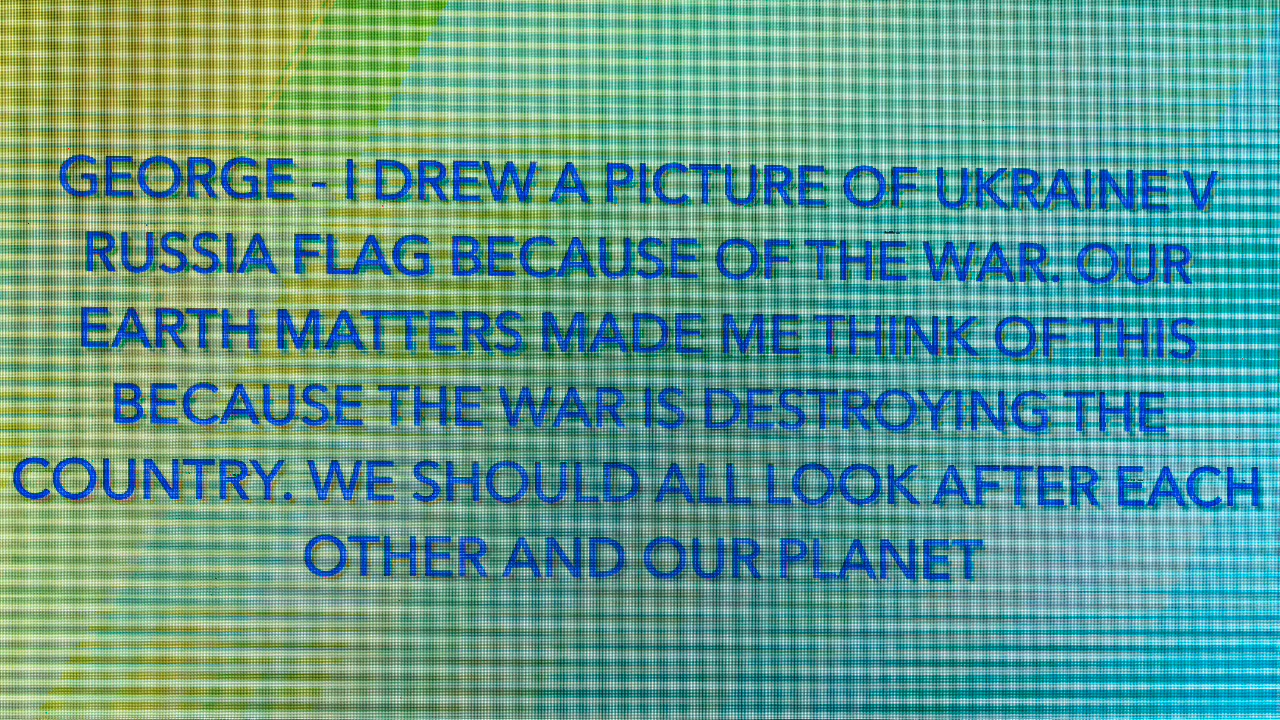 GEORGE - I DREW A PICTURE OF UKRAINE V
RUSSIA FLAG BECAUSE OF THE WAR. OUR
EARTH MATTERS MADE ME THINK OF THIS
BECAUSE THE WAR IS DESTROYING THE
COUNTRY. WE SHOULD ALL LOOK AFTER EACH
OTHER AND OUR PLANET